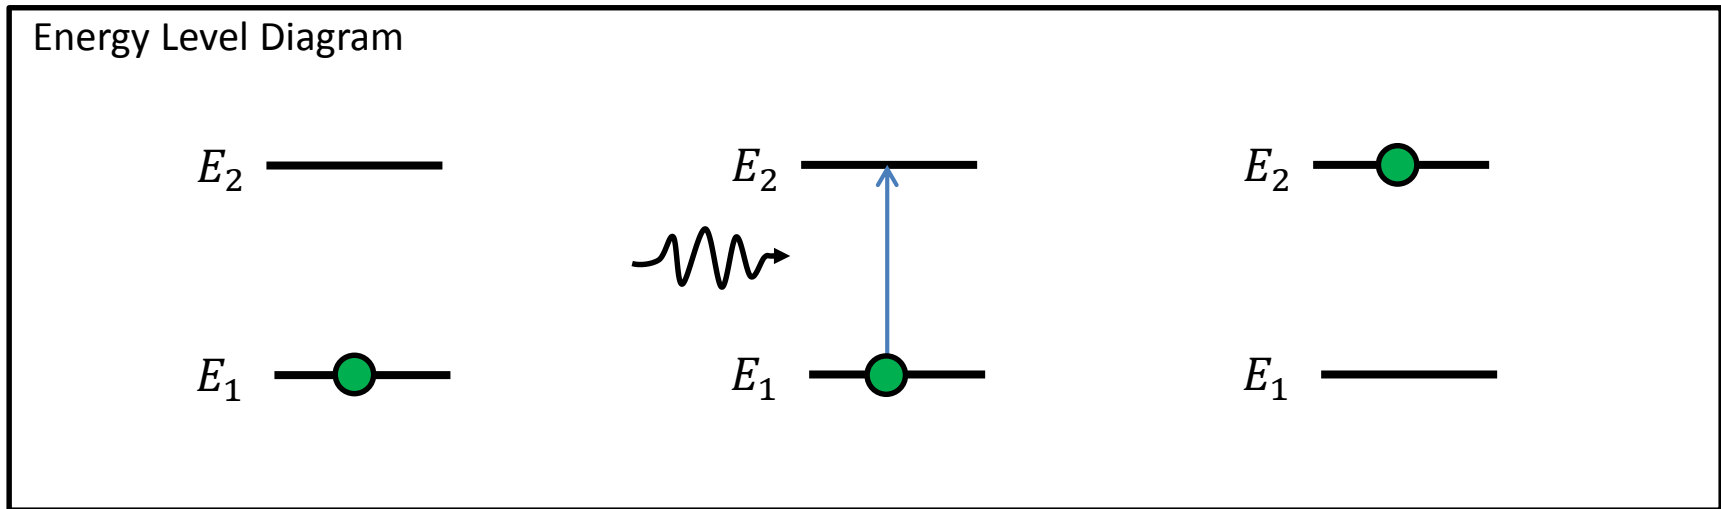 Energy Level Diagram
E₂ E₂ E₂
E₁ E₁ E₁